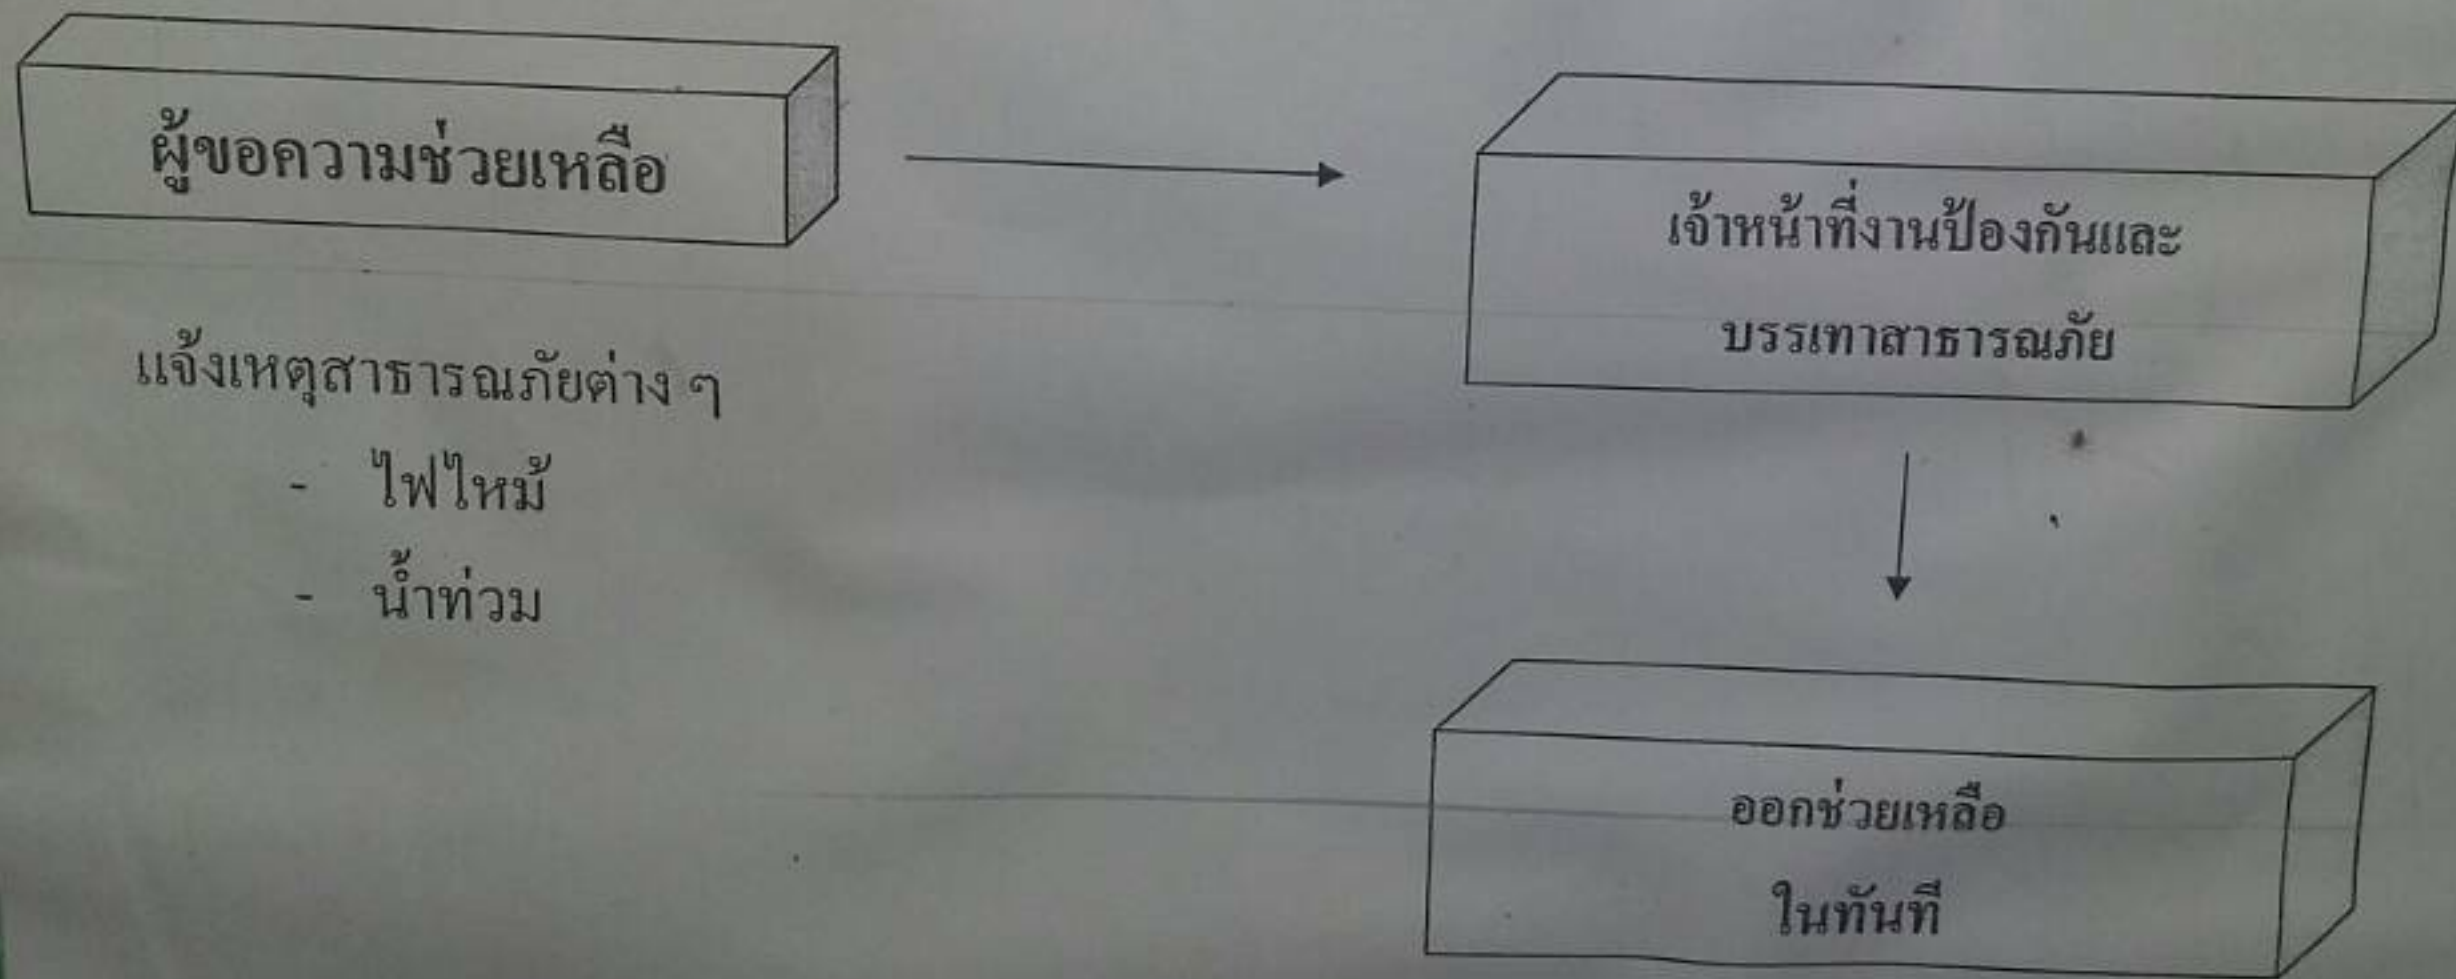 ผู้ขอความช่วยเหลือ
แจ้งเหตุสาธารณภัยต่าง ๆ
- ไฟไหม้
- น้ำท่วม
เจ้าหน้าที่งานป้องกันและ
บรรเทาสาธารณภัย
ออกช่วยเหลือ
ในทันที